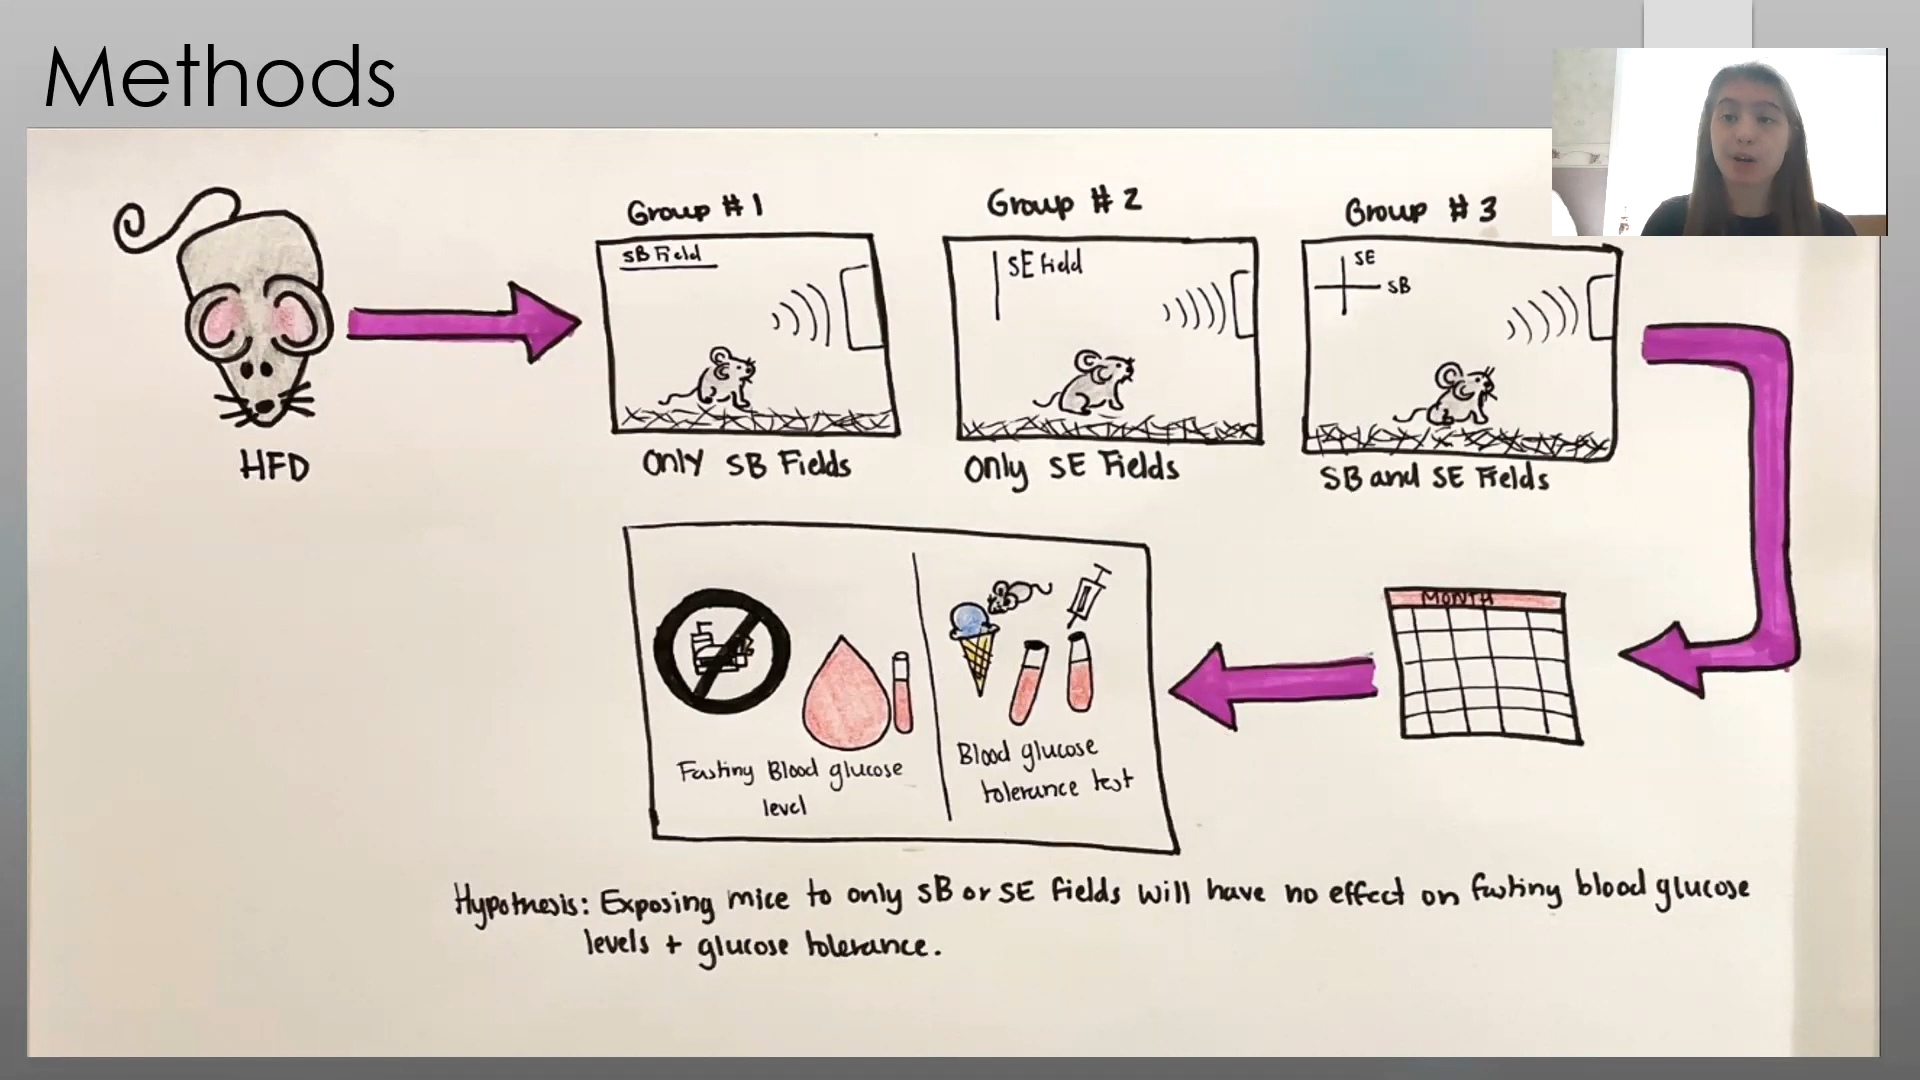 Methods
Group #1
Group #2
Group #3
SB Field
SE field
SE
SB
HFD
Only SB Fields
Only SE Fields
SB and SE Fields
MONTH
Fasting Blood glucose
level
Blood glucose
tolerance test
Hypothesis: Exposing mice to only SB or SE fields will have no effect on fasting blood glucose
levels + glucose tolerance.